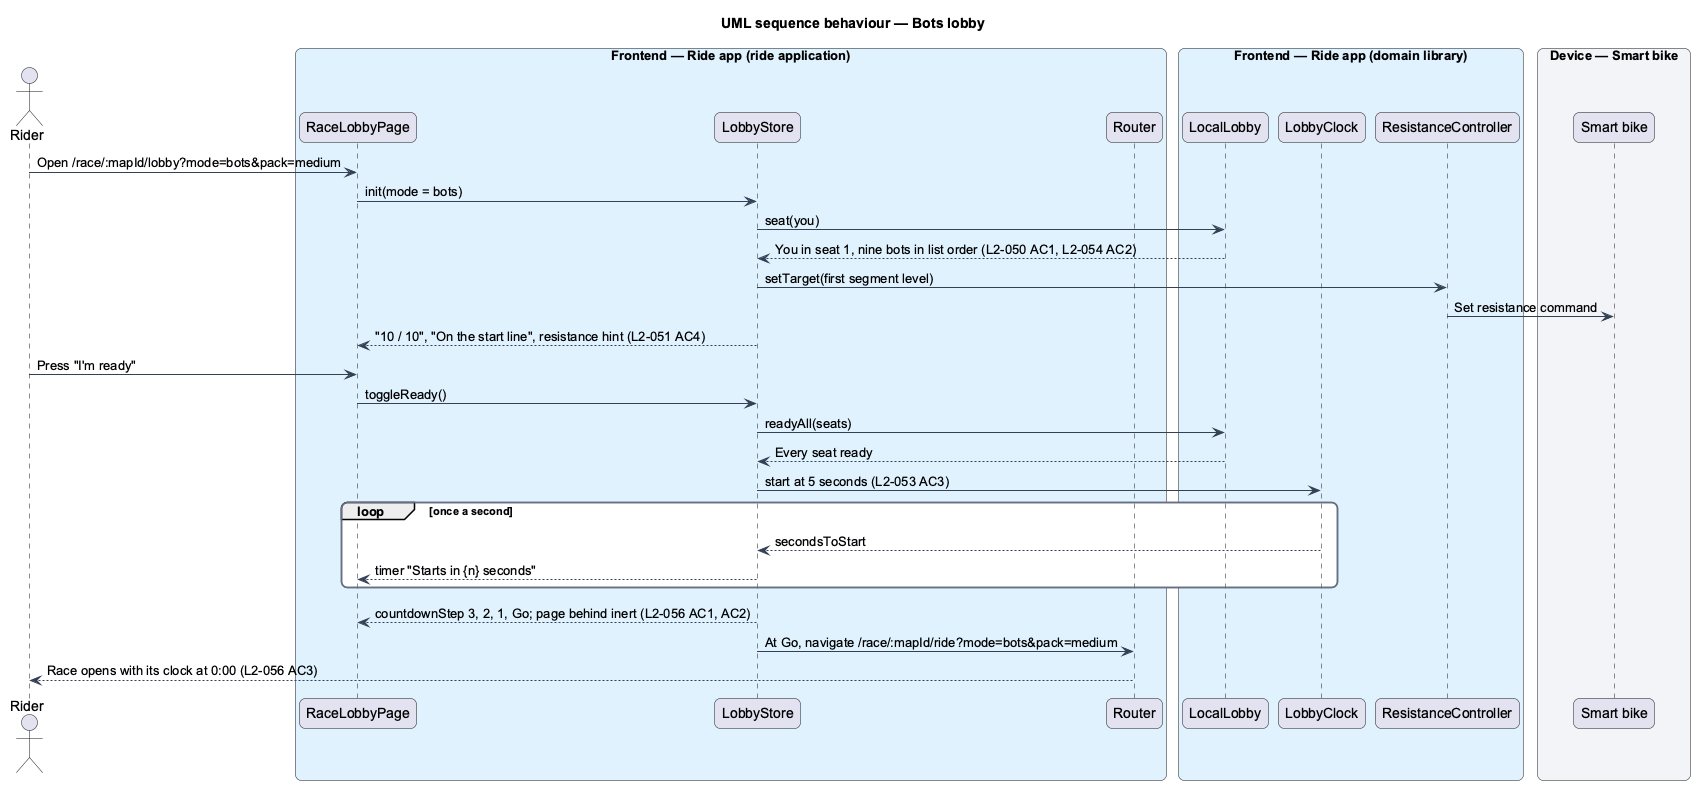 UML sequence behaviour — Bots lobby
Frontend — Ride app (ride application)
Frontend — Ride app (domain library)
Device — Smart bike
Rider
RaceLobbyPage
LobbyStore
Router
LocalLobby
LobbyClock
ResistanceController
Smart bike
Open /race/:mapId/lobby?mode=bots&pack=medium
init(mode = bots)
seat(you)
You in seat 1, nine bots in list order (L2-050 AC1, L2-054 AC2)
setTarget(first segment level)
Set resistance command
"10 / 10", "On the start line", resistance hint (L2-051 AC4)
Press "I'm ready"
toggleReady()
readyAll(seats)
Every seat ready
start at 5 seconds (L2-053 AC3)
loop
[once a second]
secondsToStart
timer "Starts in {n} seconds"
countdownStep 3, 2, 1, Go; page behind inert (L2-056 AC1, AC2)
At Go, navigate /race/:mapId/ride?mode=bots&pack=medium
Race opens with its clock at 0:00 (L2-056 AC3)
Rider
RaceLobbyPage
LobbyStore
Router
LocalLobby
LobbyClock
ResistanceController
Smart bike